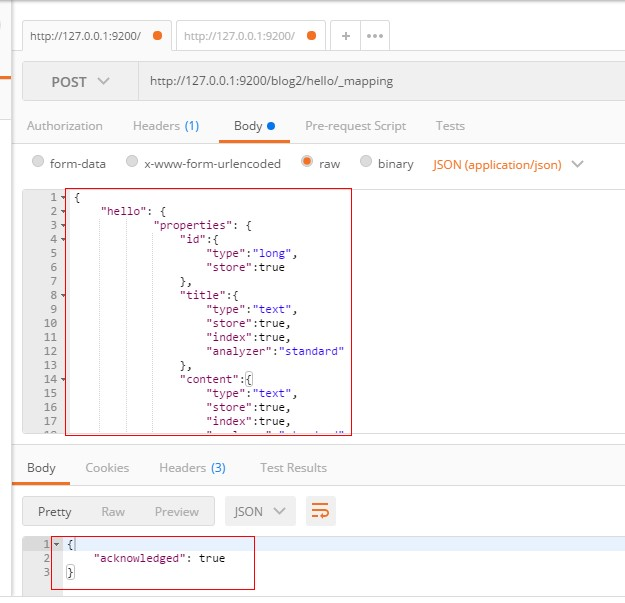 http://127.0.0.1:9200/ http://127.0.0.1:9200/ + •••
POST http://127.0.0.1:9200/blog2/hello/_mapping
Authorization Headers (1) Body Pre-request Script Tests
form-data x-www-form-urlencoded raw binary JSON (application/json)
1 {
2 "hello": {
3 "properties": {
4 "id":{
5 "type":"long",
6 "store":true
7 },
8 "title":{
9 "type":"text",
10 "store":true,
11 "index":true,
12 "analyzer":"standard"
13 },
14 "content":{
15 "type":"text",
16 "store":true,
17 "index":true,
Body Cookies Headers (3) Test Results
Pretty Raw Preview JSON
1 {
2 "acknowledged": true
3 }